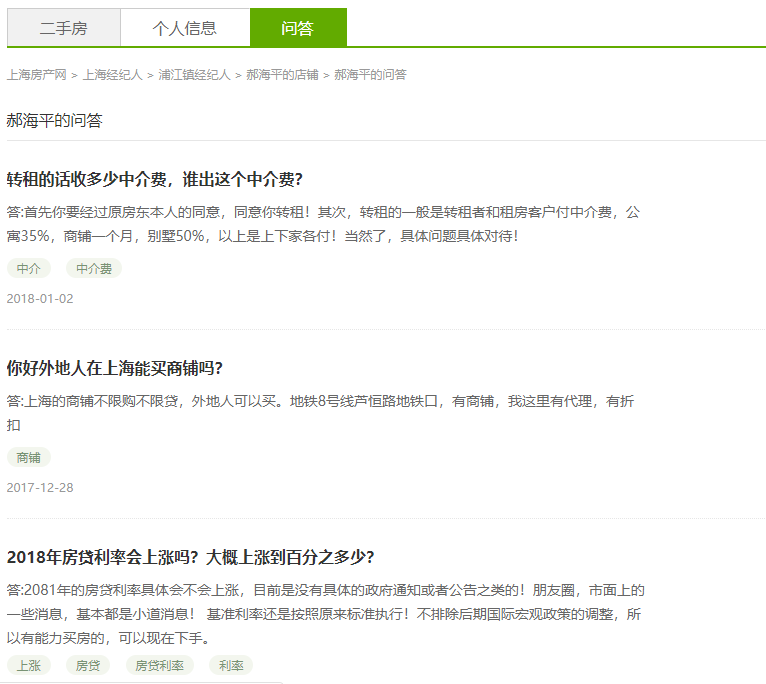 二手房 个人信息 问答
上海房产网 > 上海经纪人 > 浦江镇经纪人 > 郝海平的店铺 > 郝海平的问答
郝海平的问答
转租的话收多少中介费，谁出这个中介费？
答:首先你要经过原房东本人的同意，同意你转租！其次，转租的一般是转租者和租房客户付中介费，公
寓35%，商铺一个月，别墅50%，以上是上下家各付！当然了，具体问题具体对待！
中介 中介费
2018-01-02
你好外地人在上海能买商铺吗？
答:上海的商铺不限购不限贷，外地人可以买。地铁8号线芦恒路地铁口，有商铺，我这里有代理，有折
扣
商铺
2017-12-28
2018年房贷利率会上涨吗？大概上涨到百分之多少？
答:2081年的房贷利率具体会不会上涨，目前是没有具体的政府通知或者公告之类的！朋友圈，市面上的
一些消息，基本都是小道消息！ 基准利率还是按照原来标准执行！不排除后期国际宏观政策的调整，所
以有能力买房的，可以现在下手。
上涨 房贷 房贷利率 利率